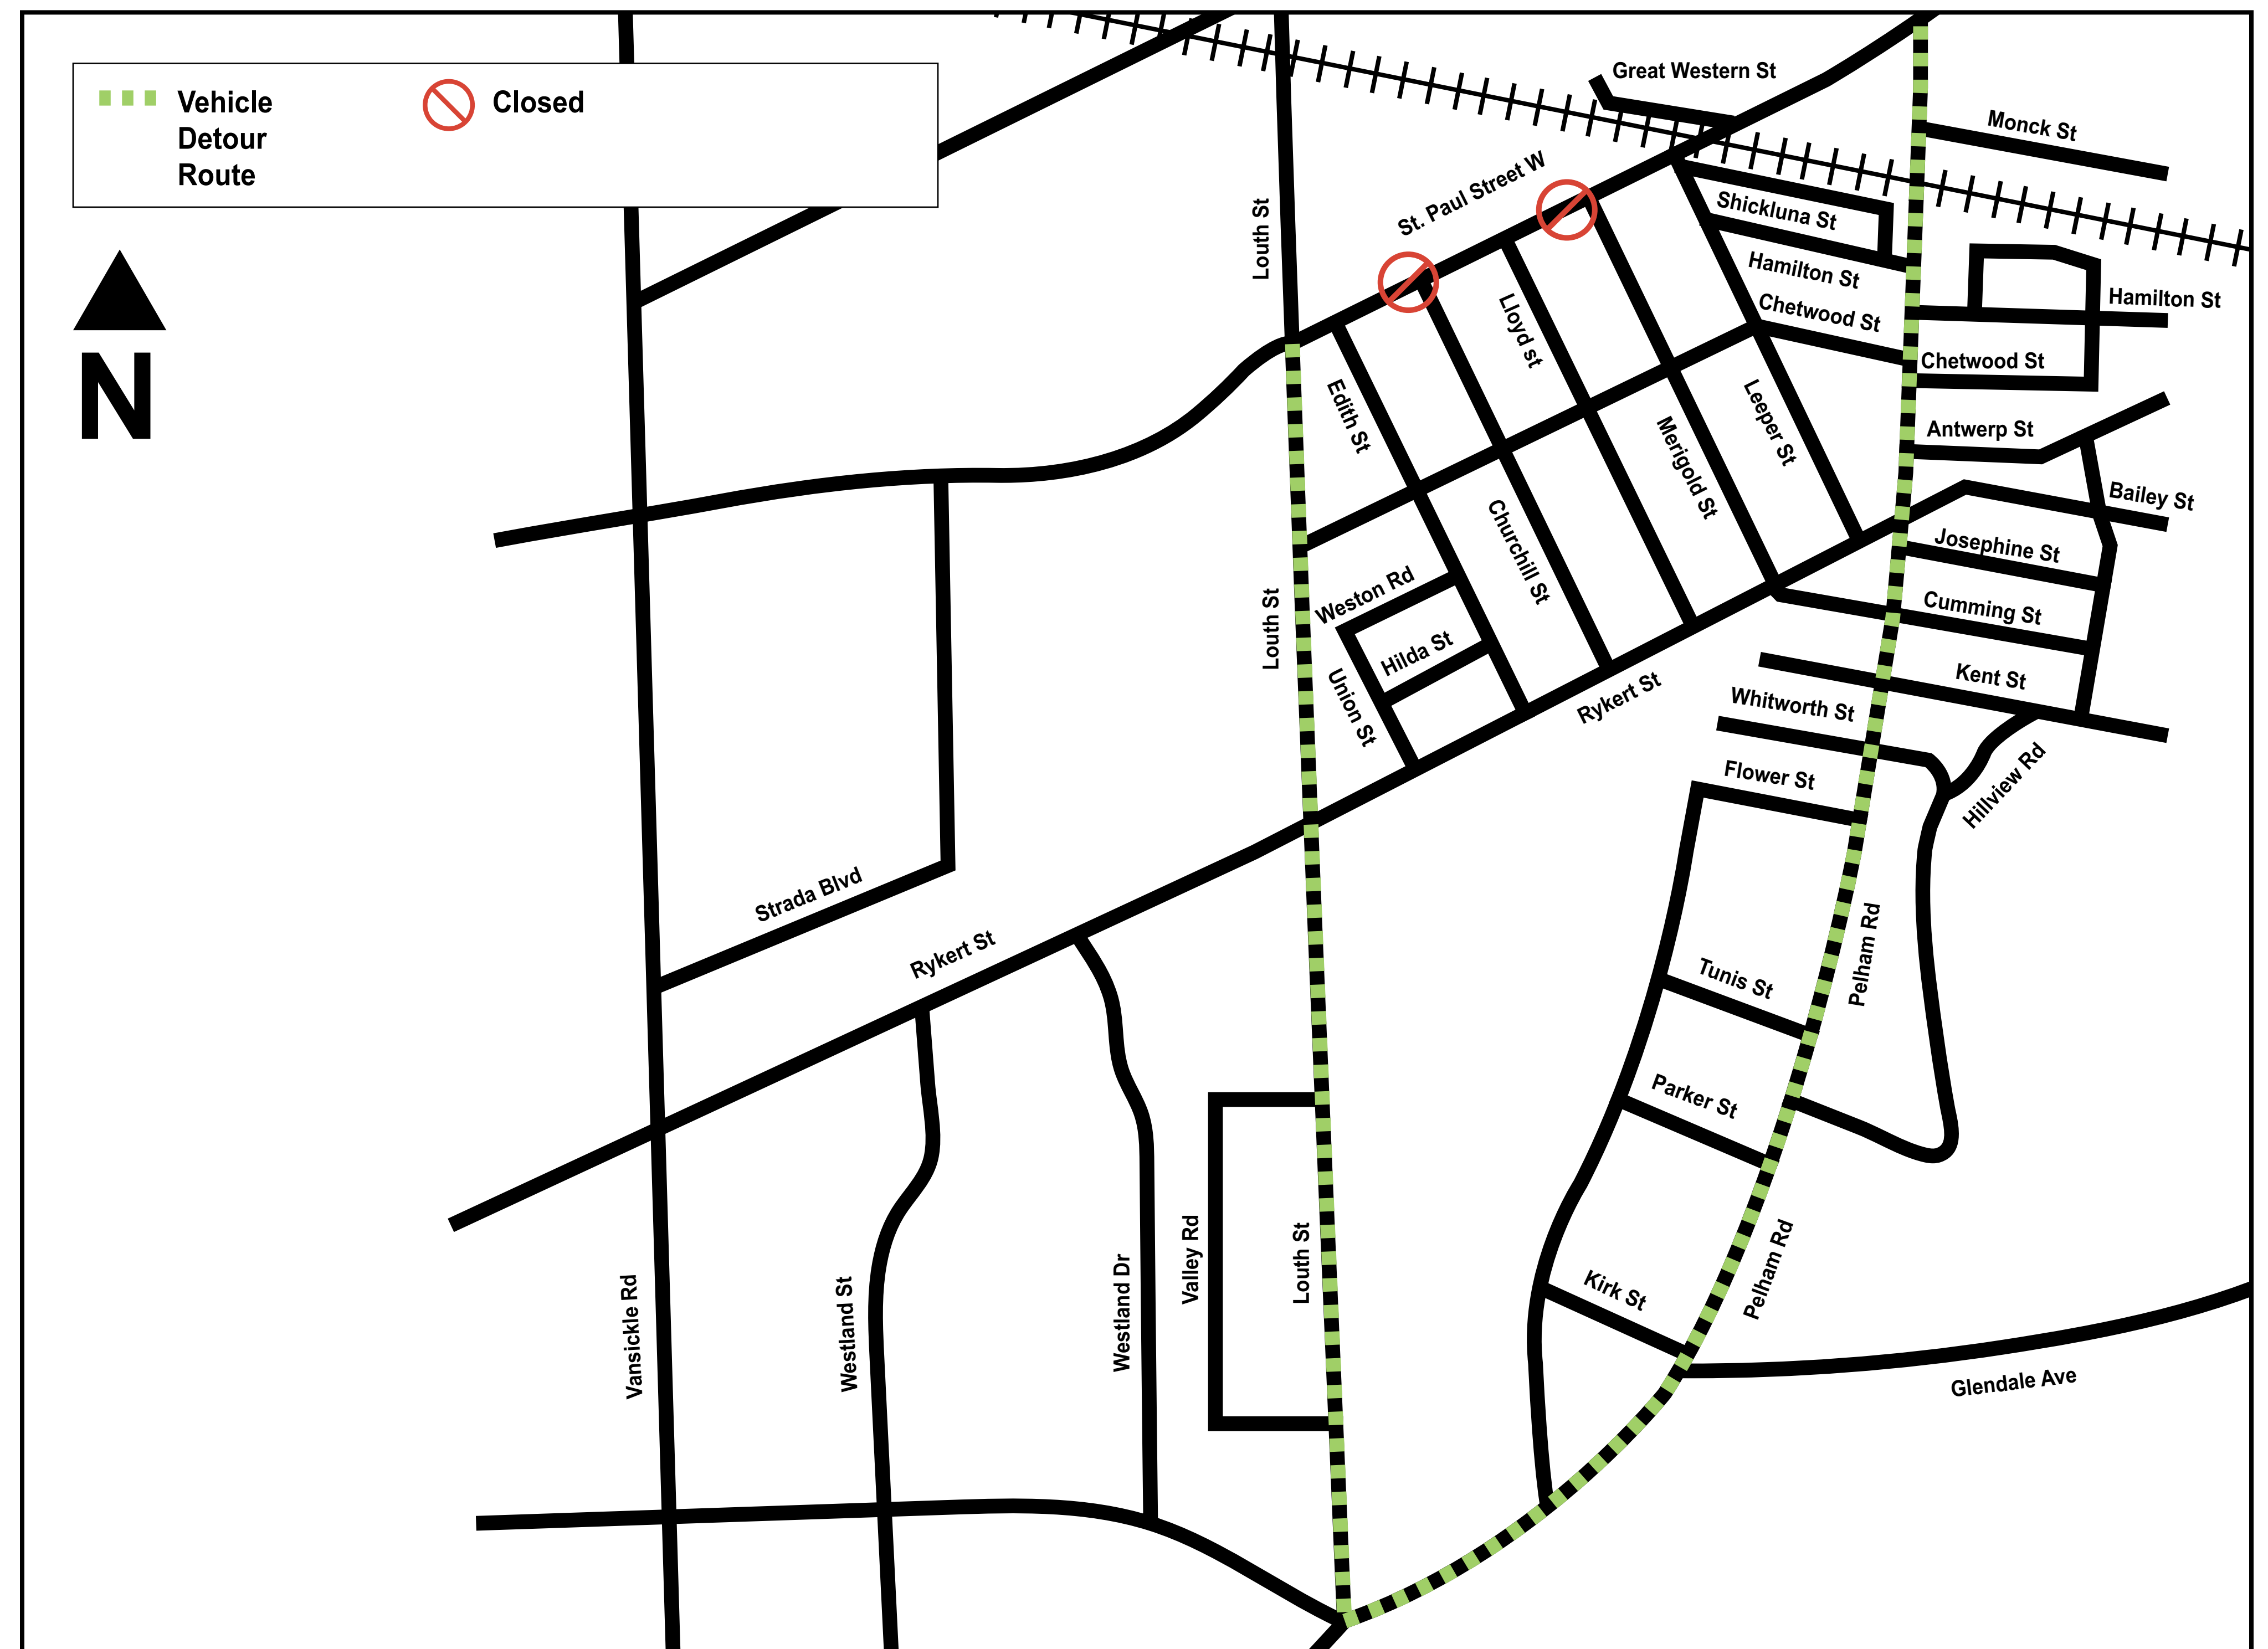 Vehicle
Detour
Route
Closed
N
Great Western St
Monck St
St. Paul Street W
Louth St
Shickluna St
Hamilton St
Hamilton St
Chetwood St
Chetwood St
Lloyd st
Edith St
Leeper St
Antwerp St
Merigold St
Bailey St
Churchill St
Josephine St
Weston Rd
Louth St
Cumming St
Hilda St
Union St
Kent St
Rykert St
Whitworth St
Flower St
Hillview Rd
Strada Blvd
Rykert St
Pelham Rd
Tunis St
Parker St
Vansickle Rd
Westland St
Westland Dr
Valley Rd
Louth St
Kirk St
Pelham Rd
Glendale Ave